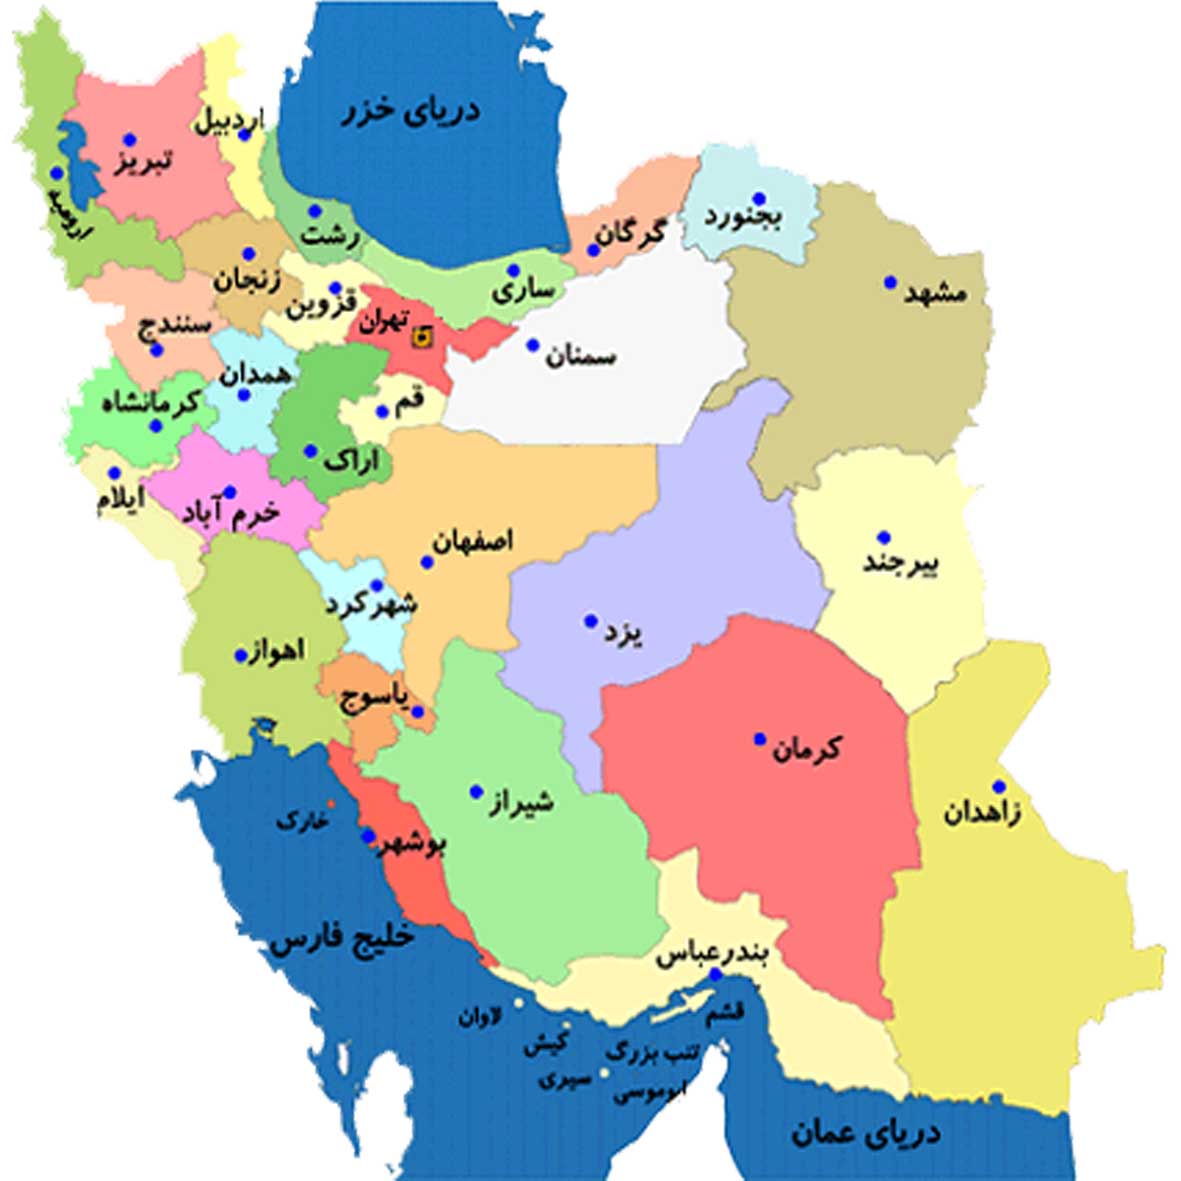 دریای خزر
اردبیل
تبریز
ارومیه
رشت
گرگان
بجنورد
مشهد
زنجان
قزوین
ساری
تهران
سمنان
سنندج
همدان
کرمانشاه
قم
اراک
ایلام
خرم آباد
اصفهان
بیرجند
شهرکرد
یزد
اهواز
یاسوج
کرمان
شیراز
زاهدان
خارک
بوشهر
خلیج فارس
بندرعباس
لاوان
قشم
کیش
تنب بزرگ
سیری
ابوموسی
دریای عمان